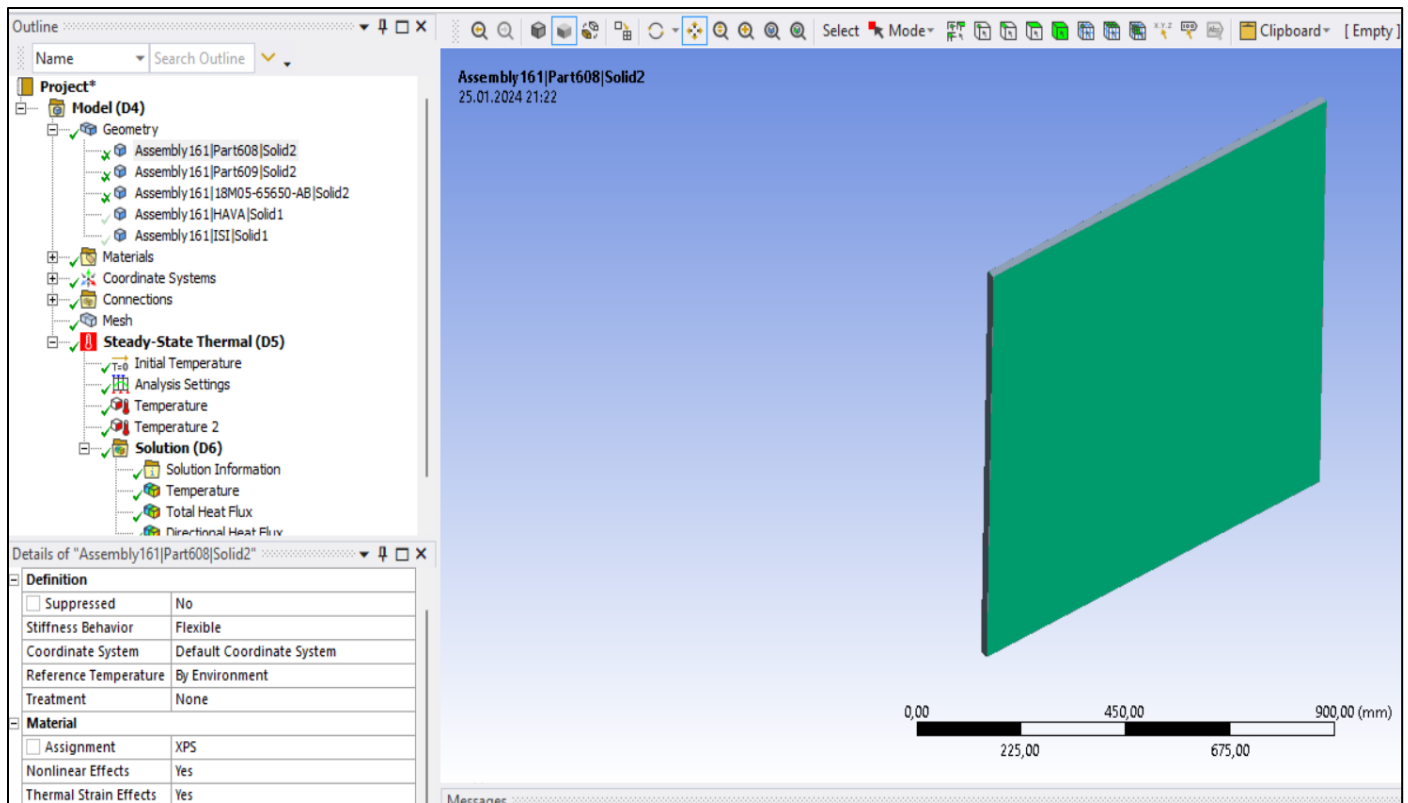 Outline
Name Search Outline
Project*
Model (D4)
Geometry
Assembly161|Part608|Solid2
Assembly161|Part609|Solid2
Assembly161|18M05-65650-AB|Solid2
Assembly161|HAVA|Solid1
Assembly161|ISI|Solid1
Materials
Coordinate Systems
Connections
Mesh
Steady-State Thermal (D5)
T=0 Initial Temperature
Analysis Settings
Temperature
Temperature 2
Solution (D6)
Solution Information
Temperature
Total Heat Flux
Directional Heat Flux
Details of "Assembly161|Part608|Solid2"
Definition
Suppressed No
Stiffness Behavior Flexible
Coordinate System Default Coordinate System
Reference Temperature By Environment
Treatment None
Material
Assignment XPS
Nonlinear Effects Yes
Thermal Strain Effects Yes
Select Mode Clipboard [ Empty ]
Assembly161|Part608|Solid2
25.01.2024 21:22
0,00 450,00 900,00 (mm)
225,00 675,00
Messages